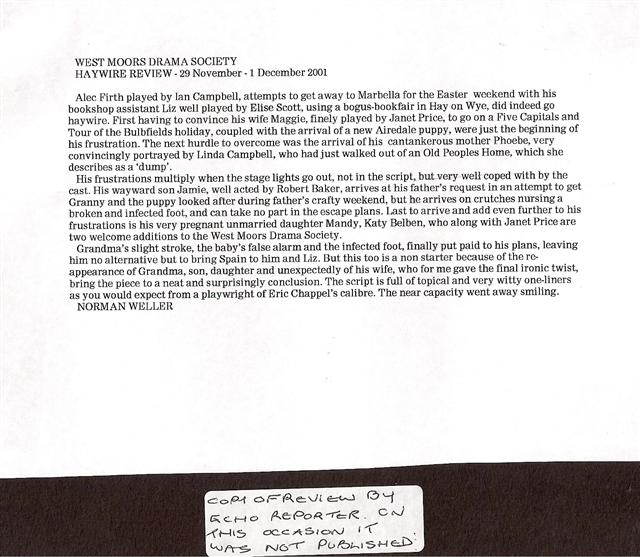 WEST MOORS DRAMA SOCIETY
HAYWIRE REVIEW - 29 November - 1 December 2001
Alec Firth played by Ian Campbell, attempts to get away to Marbella for the Easter weekend with his
bookshop assistant Liz well played by Elise Scott, using a bogus-bookfair in Hay on Wye, did indeed go
haywire. First having to convince his wife Maggie, finely played by Janet Price, to go on a Five Capitals and
Tour of the Bulbfields holiday, coupled with the arrival of a new Airedale puppy, were just the beginning of
his frustration. The next hurdle to overcome was the arrival of his cantankerous mother Phoebe, very
convincingly portrayed by Linda Campbell, who had just walked out of an Old Peoples Home, which she
describes as a 'dump'.
His frustrations multiply when the stage lights go out, not in the script, but very well coped with by the
cast. His wayward son Jamie, well acted by Robert Baker, arrives at his father's request in an attempt to get
Granny and the puppy looked after during father's crafty weekend, but he arrives on crutches nursing a
broken and infected foot, and can take no part in the escape plans. Last to arrive and add even further to his
frustrations is his very pregnant unmarried daughter Mandy, Katy Belben, who along with Janet Price are
two welcome additions to the West Moors Drama Society.
Grandma's slight stroke, the baby's false alarm and the infected foot, finally put paid to his plans, leaving
him no alternative but to bring Spain to him and Liz. But this too is a non starter because of the re-
appearance of Grandma, son, daughter and unexpectedly of his wife, who for me gave the final ironic twist,
bring the piece to a neat and surprisingly conclusion. The script is full of topical and very witty one-liners
as you would expect from a playwright of Eric Chappel's calibre. The near capacity went away smiling.
NORMAN WELLER
COPY OF REVIEW BY
ECHO REPORTER. ON
THIS OCCASION IT
WAS NOT PUBLISHED.